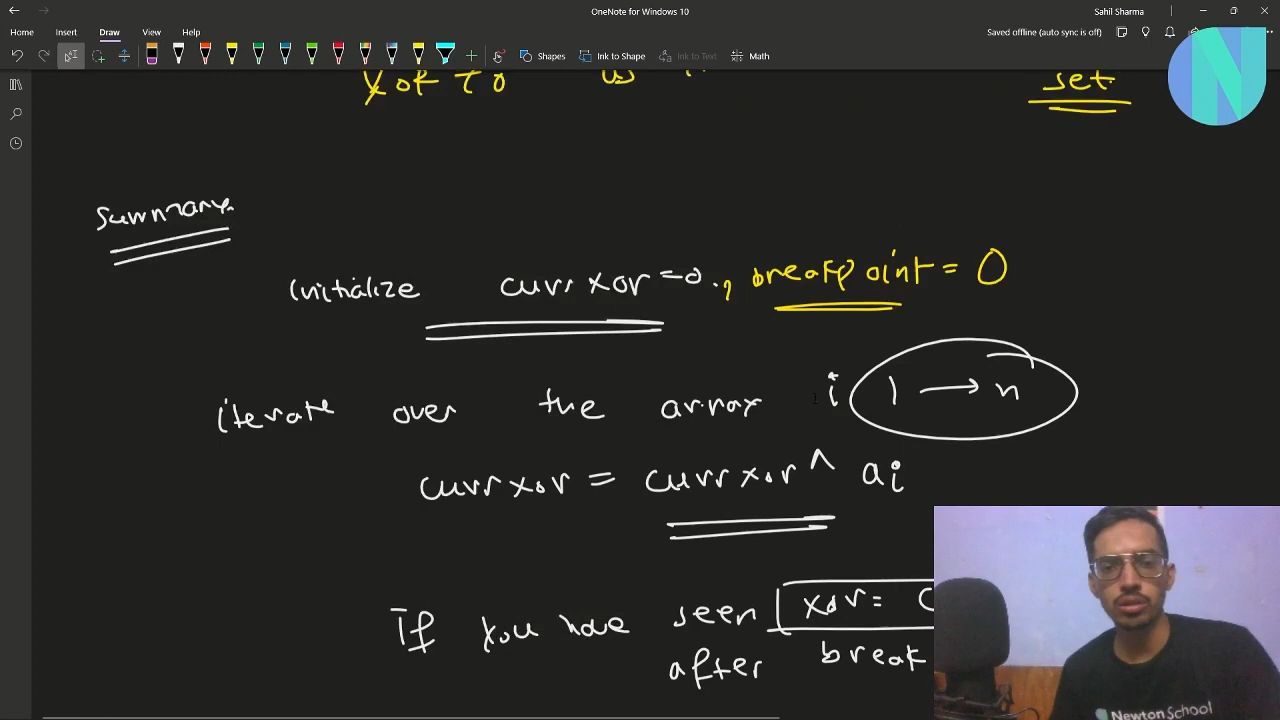 OneNote for Windows 10
Sahil Sharma
Home Insert Draw View Help
Saved offline (auto sync is off)
Shapes Ink to Shape Ink to Text Math
set
Summary
initialize curr xor = 0, breakpoint = 0
iterate over the array i 1 → n
curr xor = curr xor ^ ai
If you have seen xor =
after break
Newton School